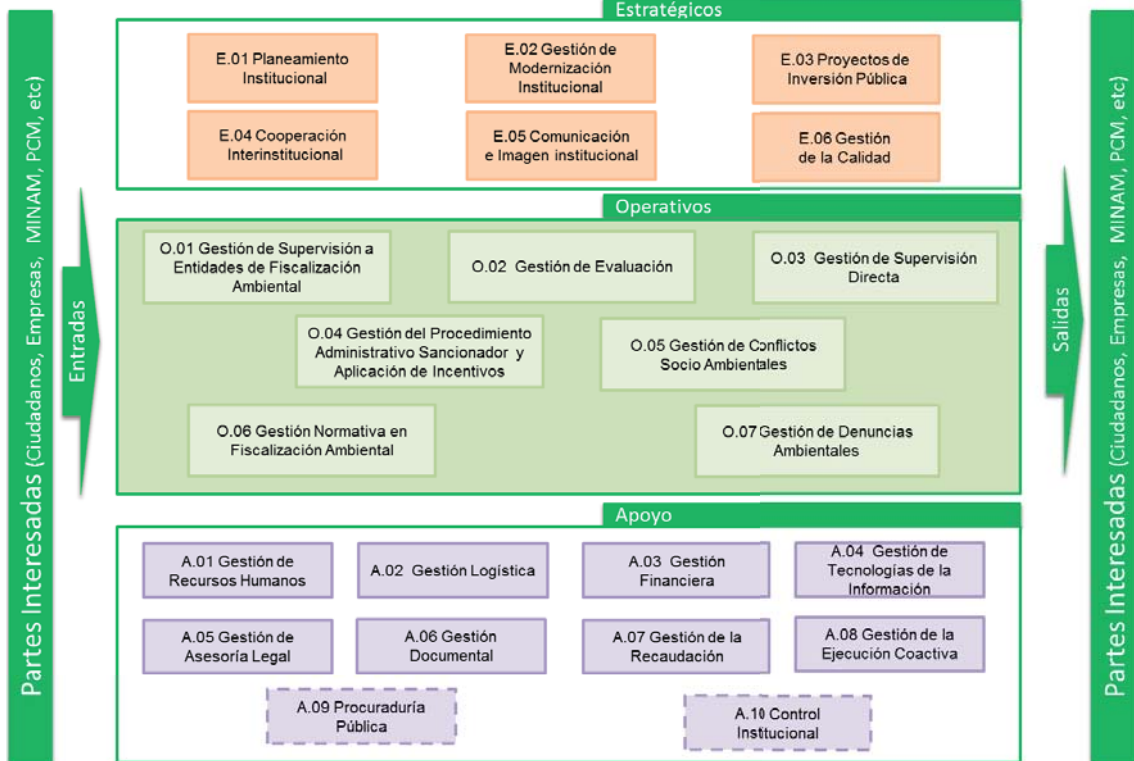 Partes Interesadas (Ciudadanos, Empresas, MINAM, PCM, etc)
Entradas
Estratégicos
E.01 Planeamiento
Institucional
E.02 Gestión de
Modernización
Institucional
E.03 Proyectos de
Inversión Pública
E.04 Cooperación
Interinstitucional
E.05 Comunicación
e Imagen institucional
E.06 Gestión
de la Calidad
Operativos
O.01 Gestión de Supervisión a
Entidades de Fiscalización
Ambiental
O.02 Gestión de Evaluación
O.03 Gestión de Supervisión
Directa
O.04 Gestión del Procedimiento
Administrativo Sancionador y
Aplicación de Incentivos
O.05 Gestión de Conflictos
Socio Ambientales
O.06 Gestión Normativa en
Fiscalización Ambiental
O.07 Gestión de Denuncias
Ambientales
Apoyo
A.01 Gestión de
Recursos Humanos
A.02 Gestión Logística
A.03 Gestión
Financiera
A.04 Gestión de
Tecnologías de la
Información
A.05 Gestión de
Asesoría Legal
A.06 Gestión
Documental
A.07 Gestión de la
Recaudación
A.08 Gestión de la
Ejecución Coactiva
A.09 Procuraduría
Pública
A.10 Control
Institucional
Salidas
Partes Interesadas (Ciudadanos, Empresas, MINAM, PCM, etc)